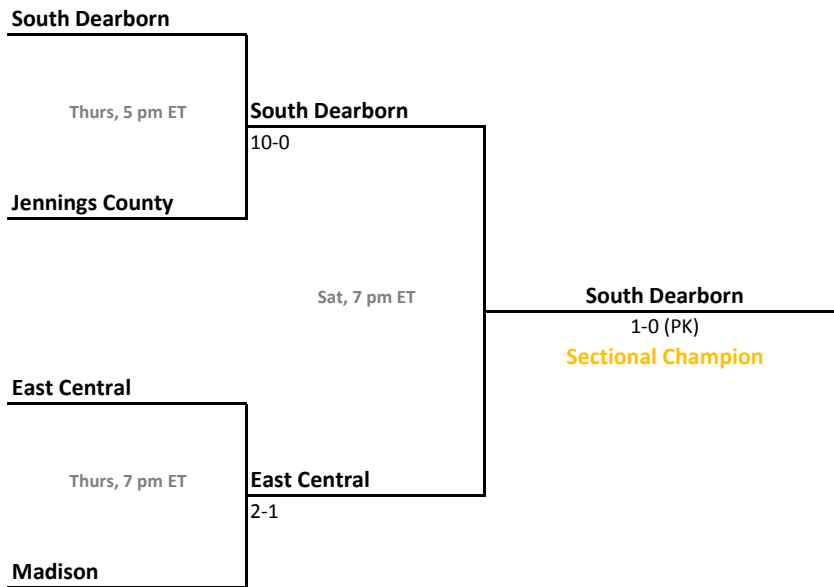 South Dearborn
Thurs, 5 pm ET
South Dearborn
10-0
Jennings County
Sat, 7 pm ET
South Dearborn
1-0 (PK)
Sectional Champion
East Central
Thurs, 7 pm ET
East Central
2-1
Madison